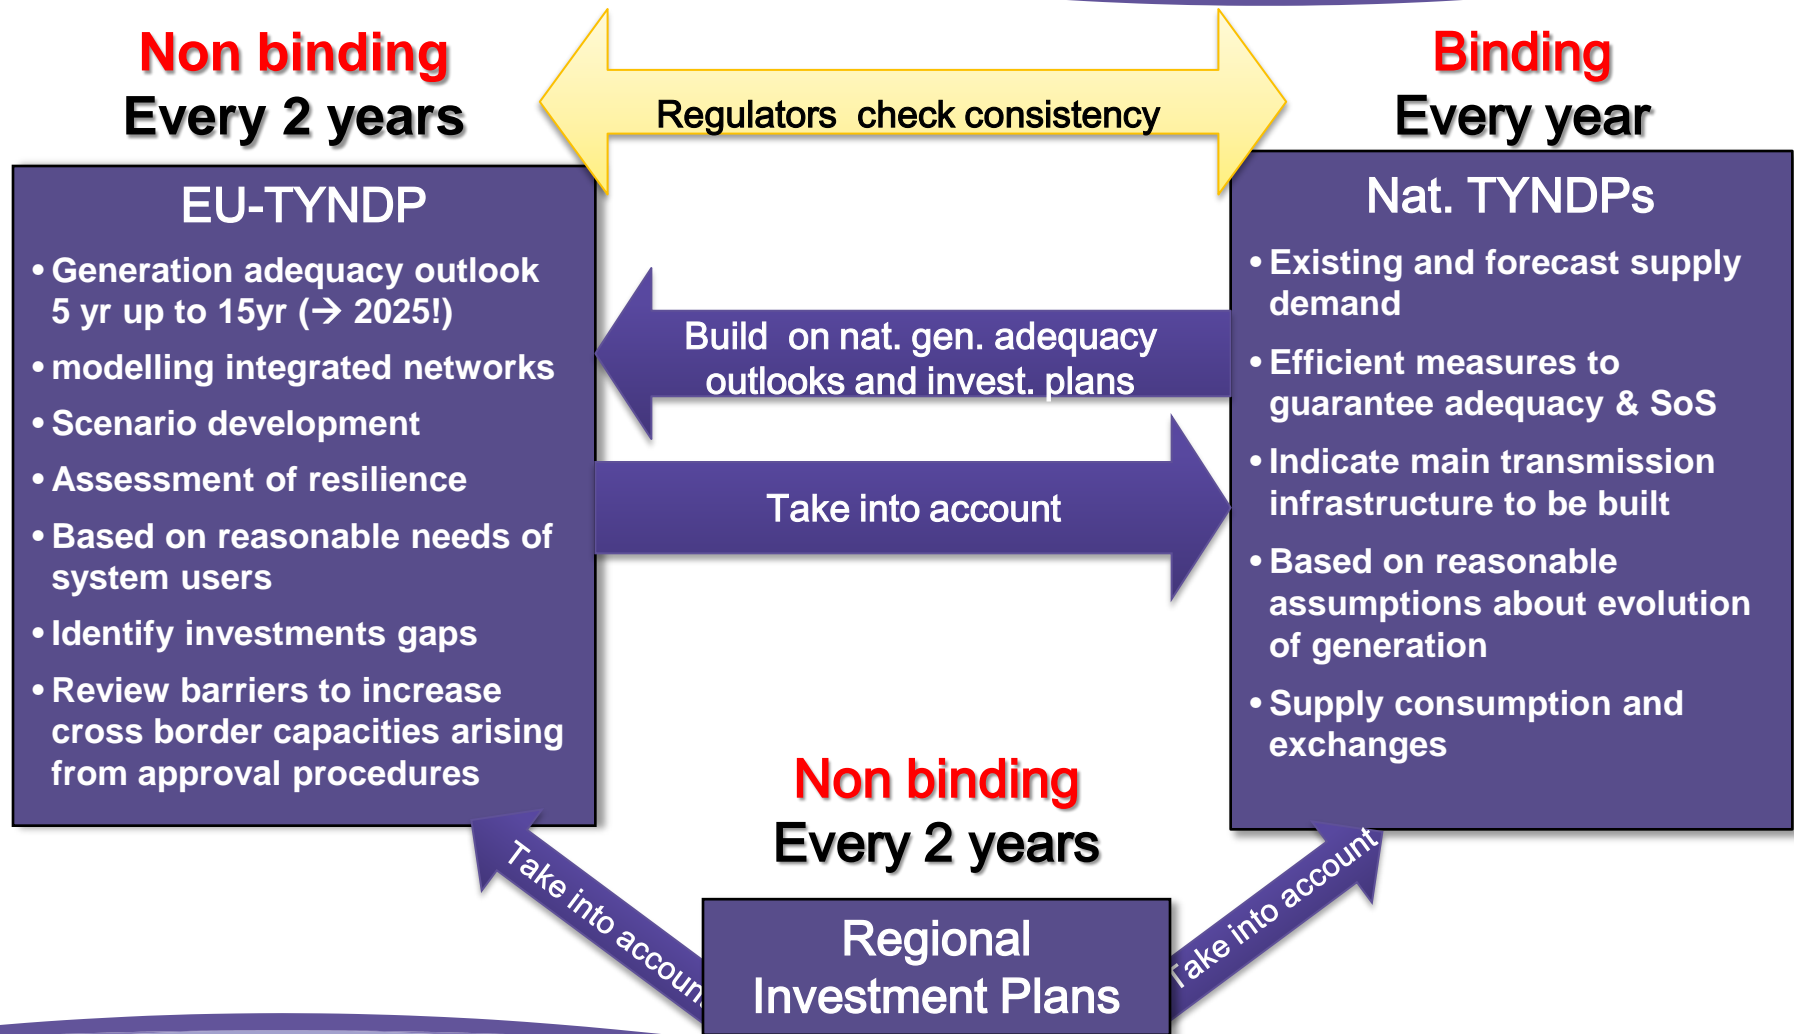 Non binding
Every 2 years
Regulators check consistency
Binding
Every year
EU-TYNDP
• Generation adequacy outlook
5 yr up to 15yr (→ 2025!)
• modelling integrated networks
• Scenario development
• Assessment of resilience
• Based on reasonable needs of
system users
• Identify investments gaps
• Review barriers to increase
cross border capacities arising
from approval procedures
Build on nat. gen. adequacy
outlooks and invest. plans
Take into account
Nat. TYNDPs
• Existing and forecast supply
demand
• Efficient measures to
guarantee adequacy & SoS
• Indicate main transmission
infrastructure to be built
• Based on reasonable
assumptions about evolution
of generation
• Supply consumption and
exchanges
Non binding
Every 2 years
Take into account
Take into account
Regional
Investment Plans